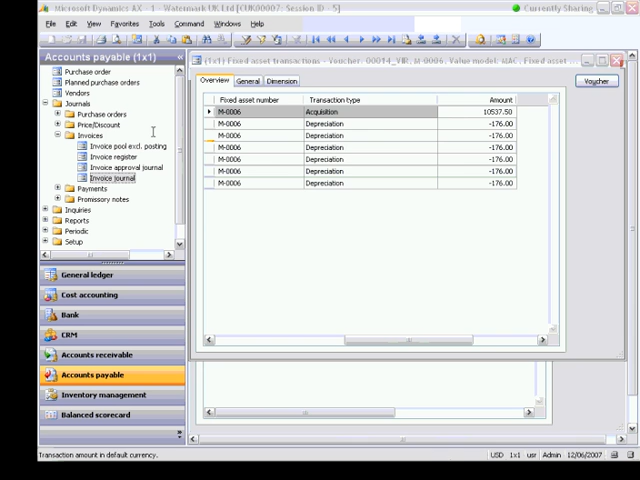 Microsoft Dynamics AX - 1 - Watermark UK Ltd [CUK00007: Session ID - 5]
Currently Sharing
File Edit View Favorites Tools Command Windows Help
Accounts payable (1x1) «
Purchase order
Planned purchase orders
Vendors
Journals
Purchase orders
Price/Discount
Invoices
Invoice pool excl. posting
Invoice register
Invoice approval journal
Invoice journal
Payments
Promissory notes
Inquiries
Reports
Periodic
Setup
General ledger
Cost accounting
Bank
CRM
Accounts receivable
Accounts payable
Inventory management
Balanced scorecard
(1x1) Fixed asset transactions - Voucher: 00014_VIR, M-0006, Value model: MAC, Fixed asset ...
Overview General Dimension
Voucher
Fixed asset number Transaction type Amount
M-0006 Acquisition 10537.50
M-0006 Depreciation -176.00
M-0006 Depreciation -176.00
M-0006 Depreciation -176.00
M-0006 Depreciation -176.00
M-0006 Depreciation -176.00
M-0006 Depreciation -176.00
Transaction amount in default currency.
USD 1x1 usr Admin 12/06/2007